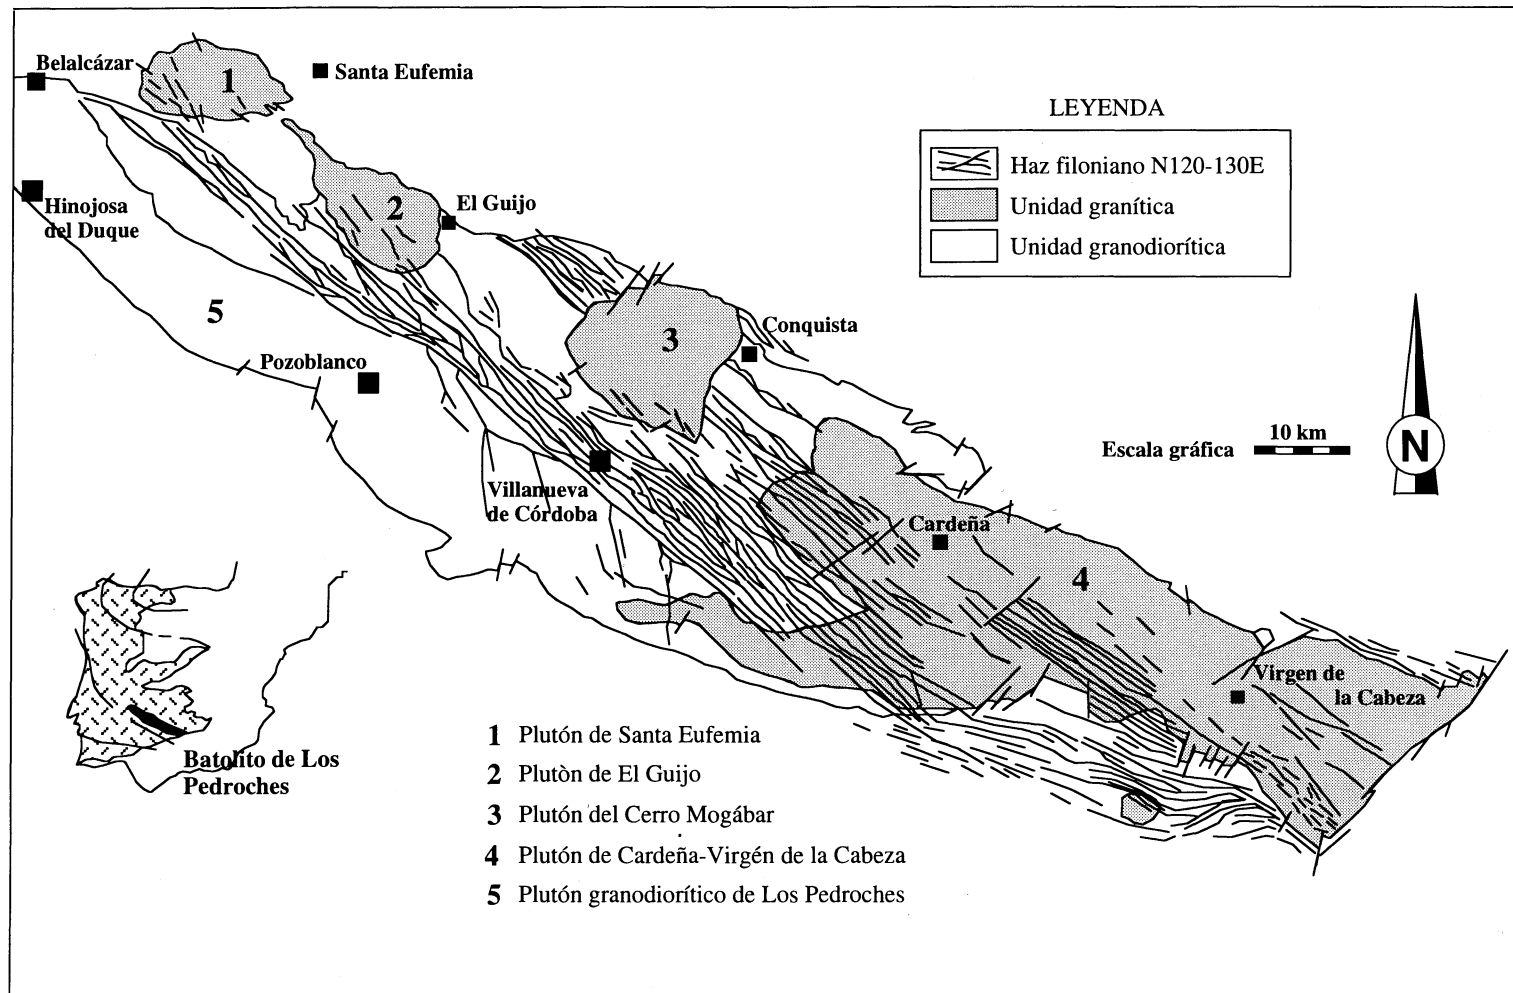 Belalcázar
1
Santa Eufemia
LEYENDA
Haz filoniano N120-130E
Unidad granítica
Unidad granodiorítica
Hinojosa
del Duque
2
El Guijo
5
3
Conquista
Pozoblanco
Escala gráfica
10 km
N
Villanueva
de Córdoba
Cardeña
4
Virgen de
la Cabeza
Batolito de Los
Pedroches
1 Plutón de Santa Eufemia
2 Plutòn de El Guijo
3 Plutón del Cerro Mogábar
4 Plutón de Cardeña-Virgén de la Cabeza
5 Plutón granodiorítico de Los Pedroches